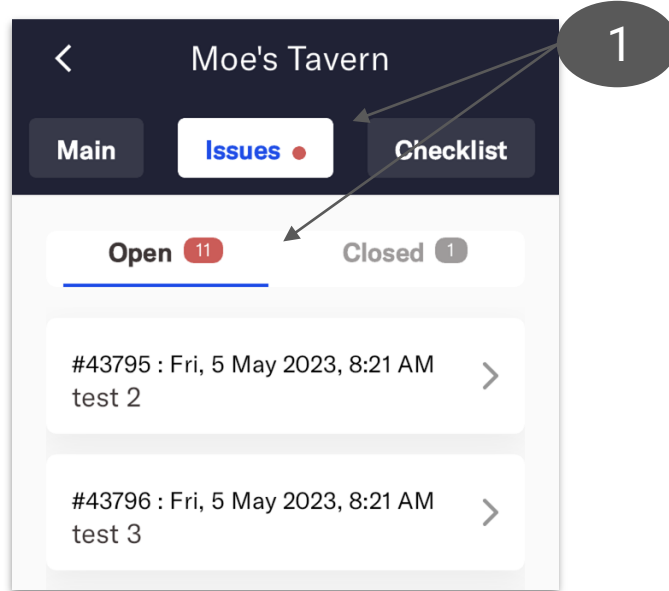 1
Moe's Tavern
Main Issues Checklist
Open 11 Closed 1
#43795 : Fri, 5 May 2023, 8:21 AM
test 2
#43796 : Fri, 5 May 2023, 8:21 AM
test 3